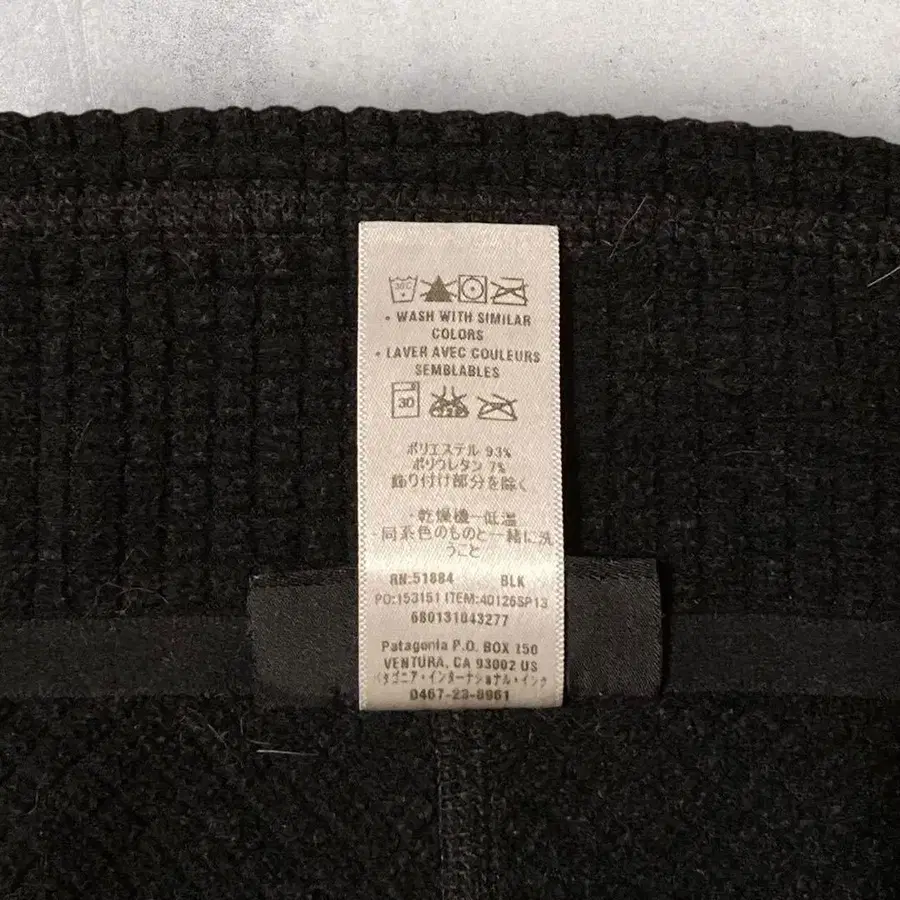 30C
• WASH WITH SIMILAR
COLORS
• LAVER AVEC COULEURS
SEMBLABLES
30
ポリエステル 93%
ポリウレタン 7%
飾り付け部分を除く
・乾燥機一低温
・同系色のものと一緒に洗
うこと
RN:51884 BLK
PO:153151 ITEM:40126SP13
680131043277
Patagonia P.O. BOX 150
VENTURA, CA 93002 US
パタゴニア・インターナショナル・インク
0467-23-8961